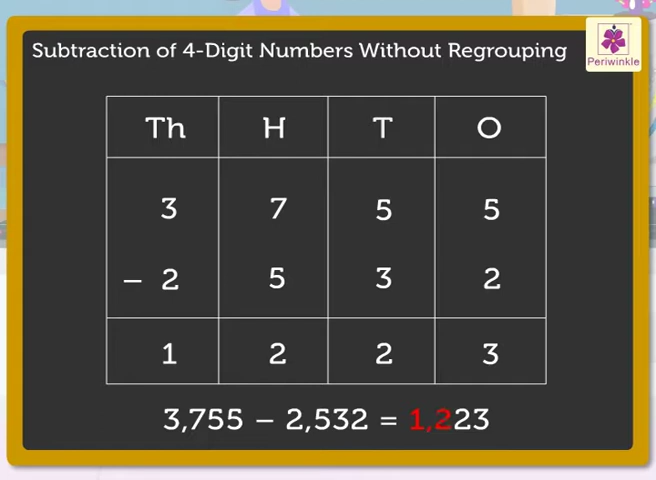 Subtraction of 4-Digit Numbers Without Regrouping
Periwinkle
Th H T O
3 7 5 5
− 2 5 3 2
1 2 2 3
3,755 − 2,532 = 1,223